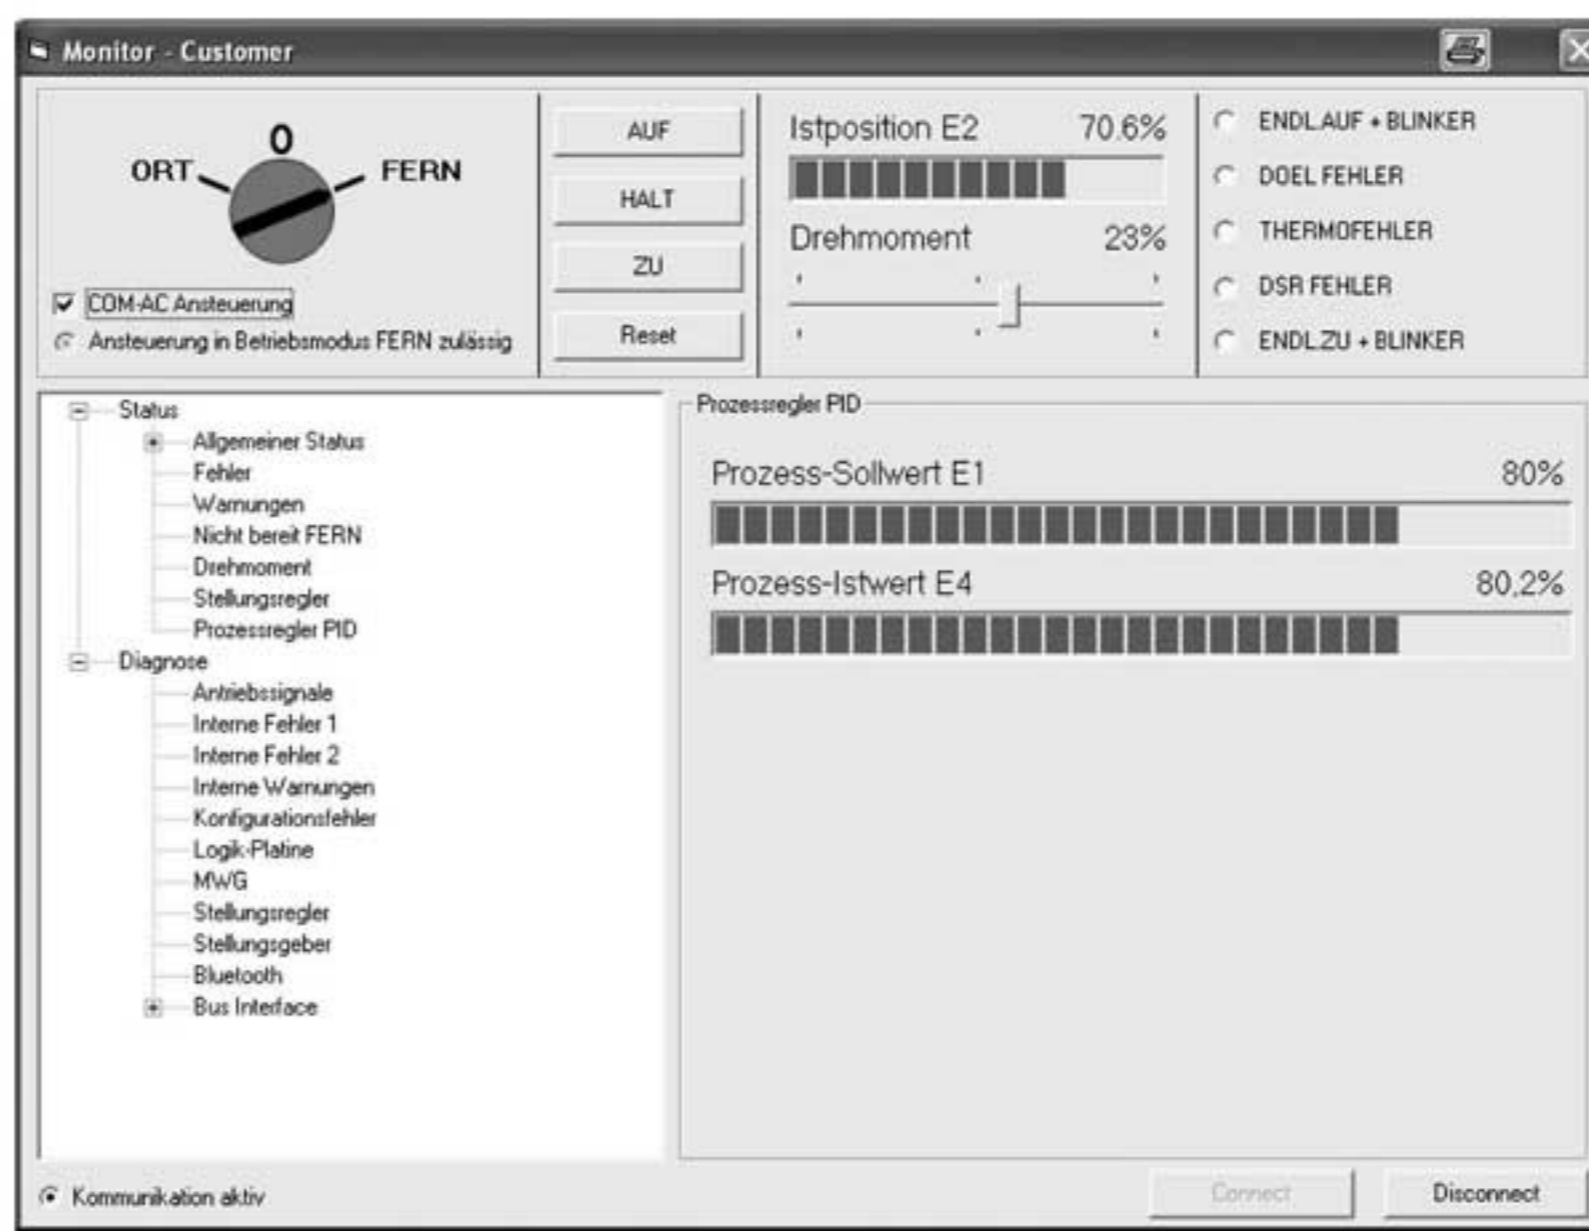 Monitor - Customer
0
ORT
FERN
COM-AC Ansteuerung
Ansteuerung in Betriebsmodus FERN zulässig
AUF
HALT
ZU
Reset
Istposition E2 70.6%
Drehmoment 23%
ENDL.AUF + BLINKER
DOEL FEHLER
THERMOFEHLER
DSR FEHLER
ENDL.ZU + BLINKER
Status
Allgemeiner Status
Fehler
Warnungen
Nicht bereit FERN
Drehmoment
Stellungsregler
Prozessregler PID
Diagnose
Antriebssignale
Interne Fehler 1
Interne Fehler 2
Interne Warnungen
Konfigurationsfehler
Logik-Platine
MWG
Stellungsregler
Stellungsgeber
Bluetooth
Bus Interface
Prozessregler PID
Prozess-Sollwert E1 80%
Prozess-Istwert E4 80,2%
Kommunikation aktiv
Connect
Disconnect